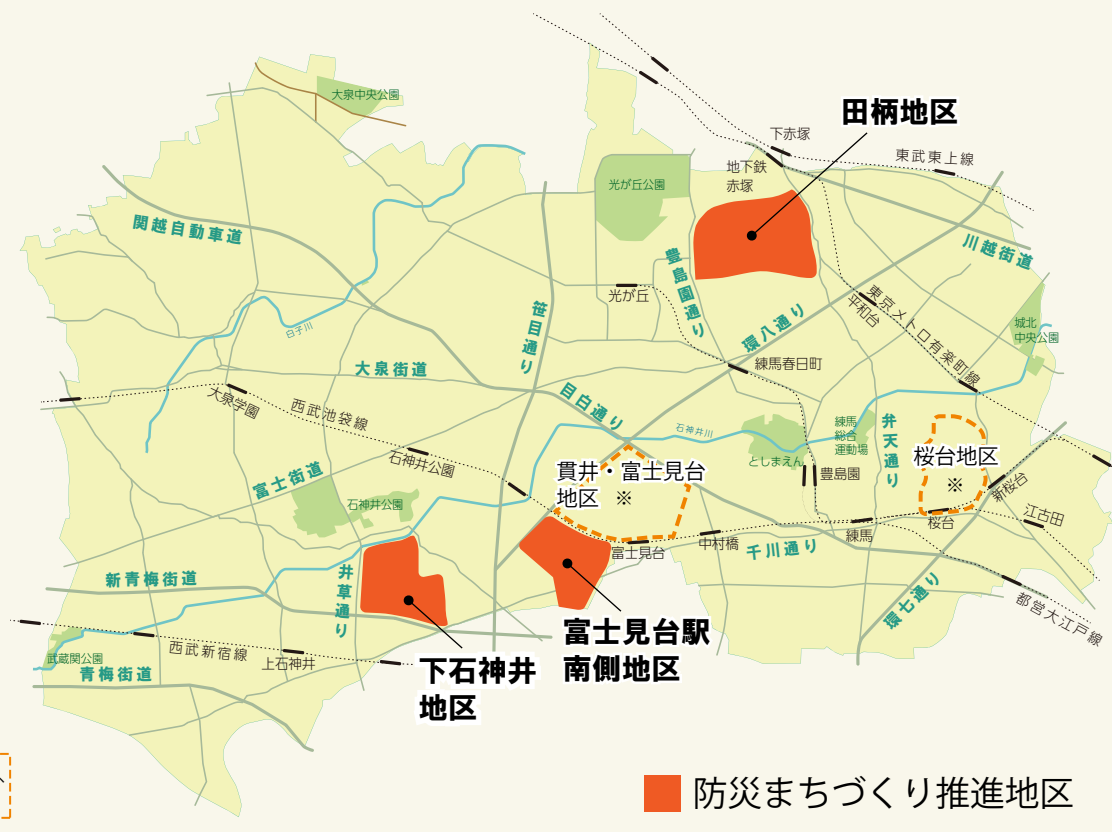 大泉中央公園
田柄地区
下赤塚
東武東上線
地下鉄
赤塚
光が丘公園
関越自動車道
川越街道
豊島園通り
光が丘
笹目通り
環八通り
平和台
東京メトロ有楽町線
城北
中央公園
白子川
大泉街道
練馬春日町
大泉学園
西武池袋線
目白通り
石神井川
練馬
総合
運動場
弁天通り
としまえん
豊島園
桜台地区
※
新桜台
石神井公園
貫井・富士見台
地区 ※
富士街道
石神井公園
桜台
江古田
富士見台
中村橋
千川通り
練馬
新青梅街道
井草通り
環七通り
都営大江戸線
武蔵関公園
西武新宿線
上石神井
青梅街道
下石神井
地区
富士見台駅
南側地区
防災まちづくり推進地区